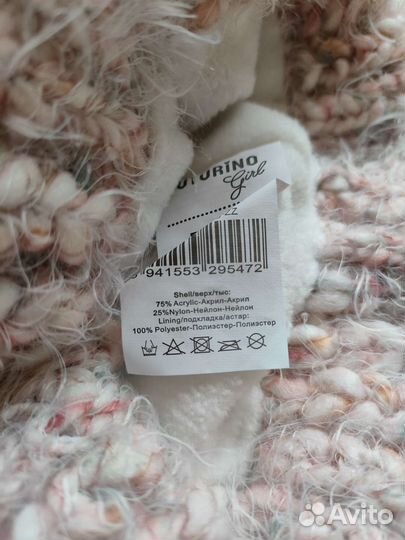 UTURINO
Girl
941553 295472
Shell/верх/тыс:
75% Acrylic-Акрил-Акрил
25%Nylon-Нейлон-Нейлон
Lining/подкладка/астар:
100% Polyester-Полиэстер-Полиэстер
Avito